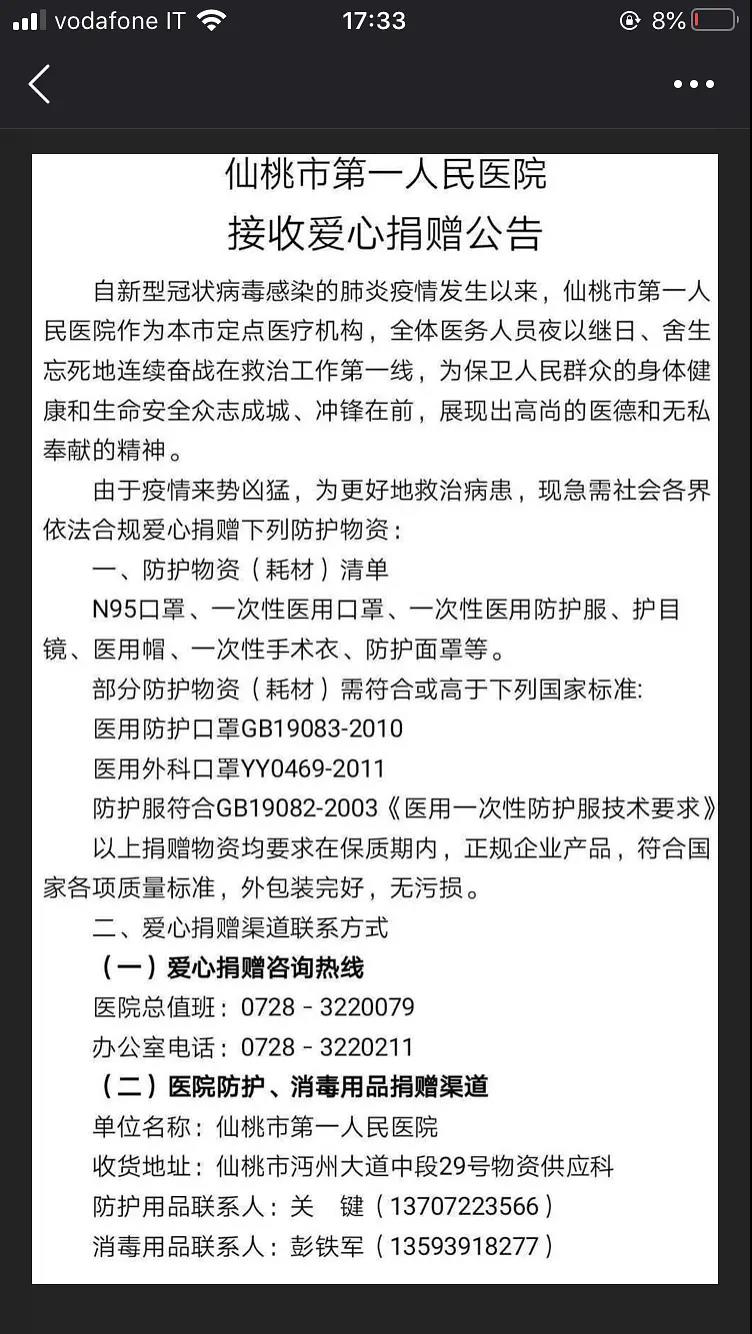 vodafone IT 17:33 8%
仙桃市第一人民医院
接收爱心捐赠公告
自新型冠状病毒感染的肺炎疫情发生以来，仙桃市第一人
民医院作为本市定点医疗机构，全体医务人员夜以继日、舍生
忘死地连续奋战在救治工作第一线，为保卫人民群众的身体健
康和生命安全众志成城、冲锋在前，展现出高尚的医德和无私
奉献的精神。
由于疫情来势凶猛，为更好地救治病患，现急需社会各界
依法合规爱心捐赠下列防护物资：
一、防护物资（耗材）清单
N95口罩、一次性医用口罩、一次性医用防护服、护目
镜、医用帽、一次性手术衣、防护面罩等。
部分防护物资（耗材）需符合或高于下列国家标准:
医用防护口罩GB19083-2010
医用外科口罩YY0469-2011
防护服符合GB19082-2003《医用一次性防护服技术要求》
以上捐赠物资均要求在保质期内，正规企业产品，符合国
家各项质量标准，外包装完好，无污损。
二、爱心捐赠渠道联系方式
（一）爱心捐赠咨询热线
医院总值班：0728－3220079
办公室电话：0728－3220211
（二）医院防护、消毒用品捐赠渠道
单位名称：仙桃市第一人民医院
收货地址：仙桃市沔州大道中段29号物资供应科
防护用品联系人：关　键（13707223566）
消毒用品联系人：彭铁军（13593918277）